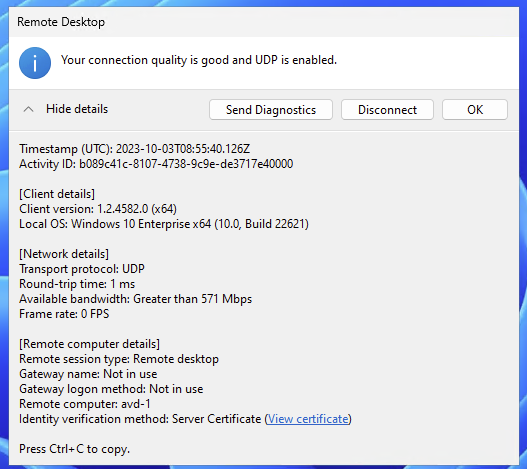 Remote Desktop
Your connection quality is good and UDP is enabled.
Hide details
Send Diagnostics
Disconnect
OK
Timestamp (UTC): 2023-10-03T08:55:40.126Z
Activity ID: b089c41c-8107-4738-9c9e-de3717e40000
[Client details]
Client version: 1.2.4582.0 (x64)
Local OS: Windows 10 Enterprise x64 (10.0, Build 22621)
[Network details]
Transport protocol: UDP
Round-trip time: 1 ms
Available bandwidth: Greater than 571 Mbps
Frame rate: 0 FPS
[Remote computer details]
Remote session type: Remote desktop
Gateway name: Not in use
Gateway logon method: Not in use
Remote computer: avd-1
Identity verification method: Server Certificate (View certificate)
Press Ctrl+C to copy.